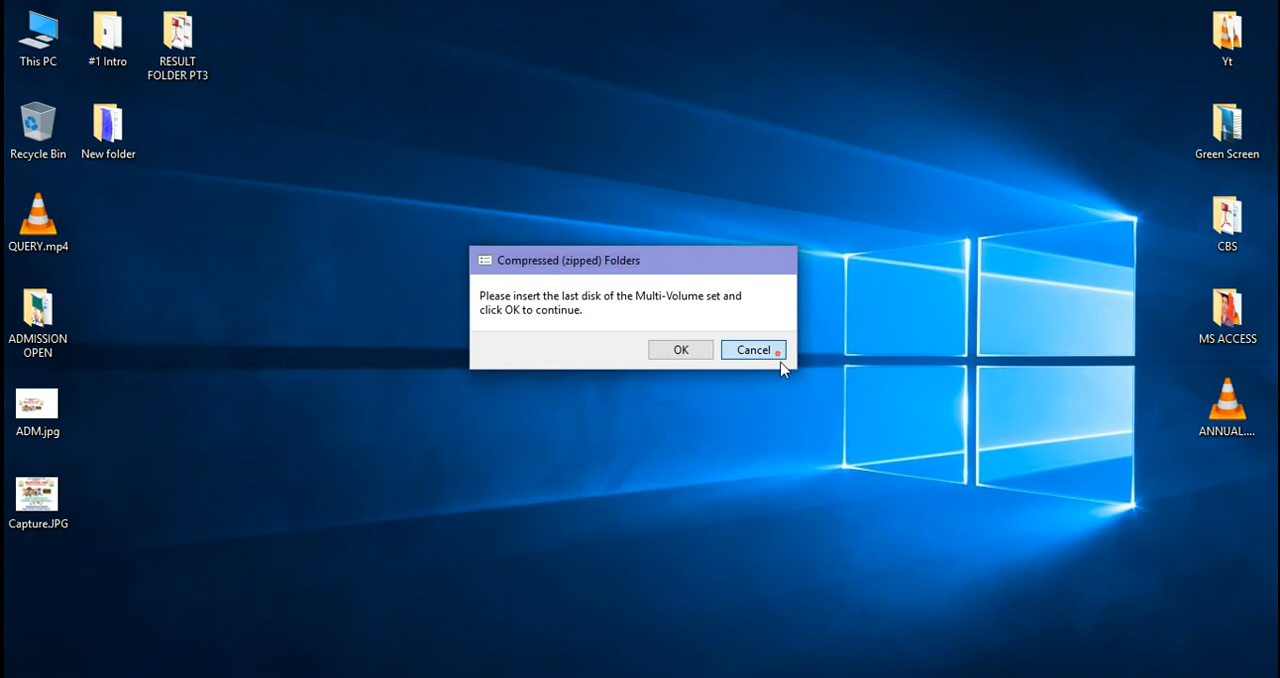 This PC
#1 Intro
RESULT
FOLDER PT3
Recycle Bin
New folder
QUERY.mp4
ADMISSION
OPEN
ADM.jpg
Capture.JPG
Compressed (zipped) Folders
Please insert the last disk of the Multi-Volume set and
click OK to continue.
OK
Cancel
Yt
Green Screen
CBS
MS ACCESS
ANNUAL....